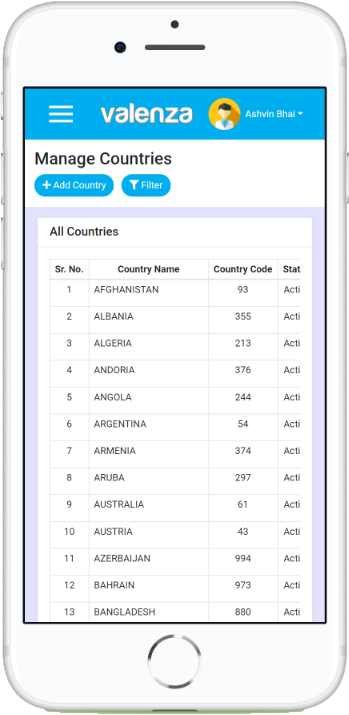 valenza
Ashvin Bhai
Manage Countries
+ Add Country Filter
All Countries
Sr. No. Country Name Country Code Stat
1 AFGHANISTAN 93 Acti
2 ALBANIA 355 Acti
3 ALGERIA 213 Acti
4 ANDORIA 376 Acti
5 ANGOLA 244 Acti
6 ARGENTINA 54 Acti
7 ARMENIA 374 Acti
8 ARUBA 297 Acti
9 AUSTRALIA 61 Acti
10 AUSTRIA 43 Acti
11 AZERBAIJAN 994 Acti
12 BAHRAIN 973 Acti
13 BANGLADESH 880 Acti